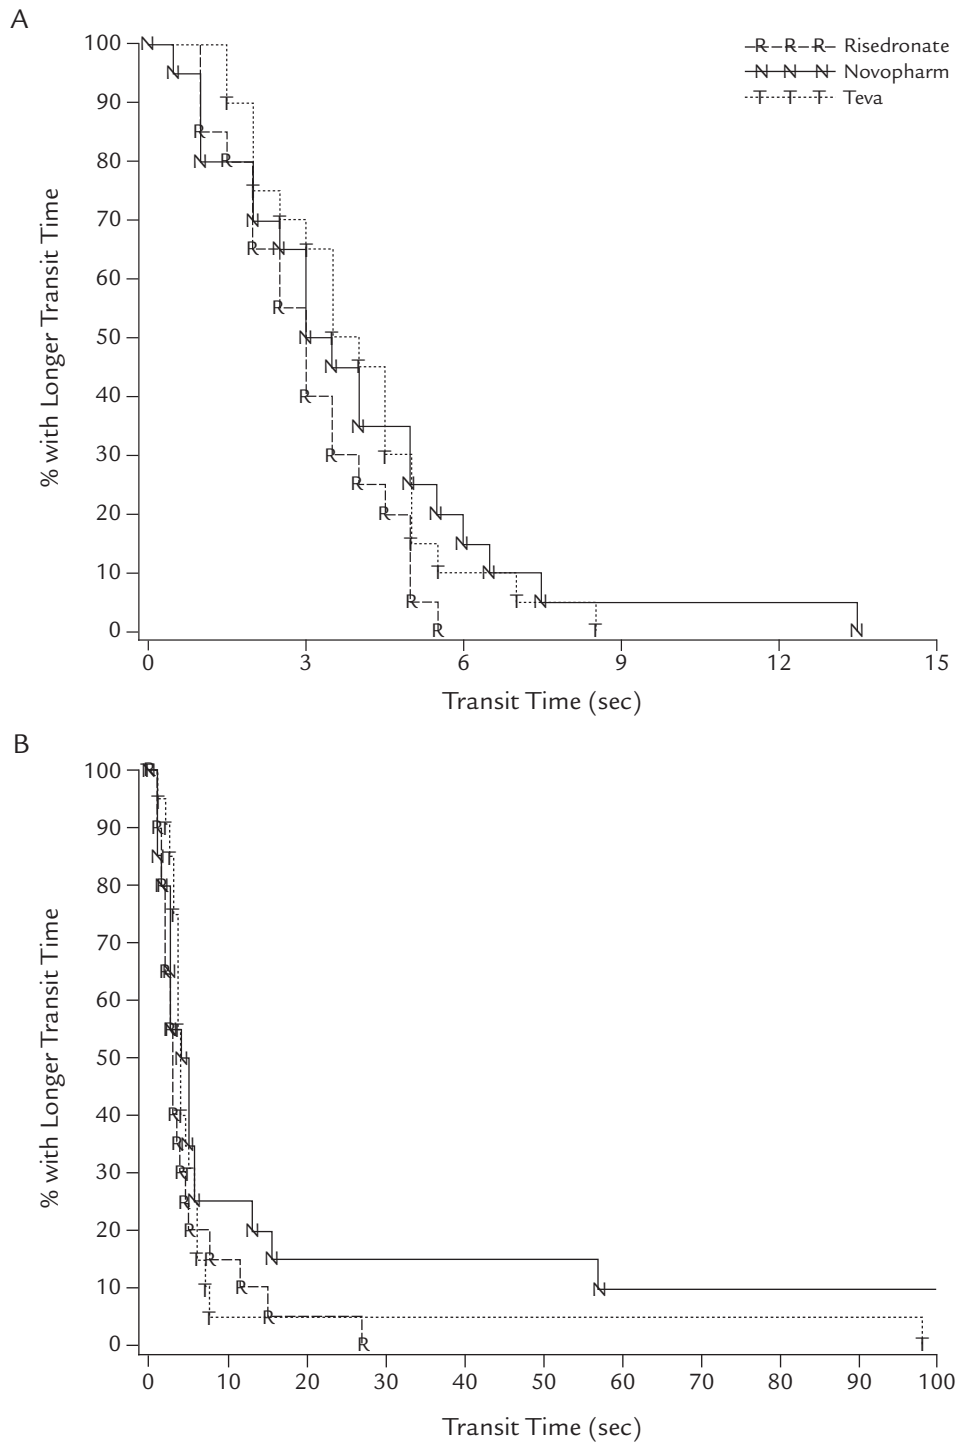 A
R R R Risedronate
N N N Novopharm
T T T Teva
% with Longer Transit Time
100
90
80
70
60
50
40
30
20
10
0
0 3 6 9 12 15
Transit Time (sec)
B
% with Longer Transit Time
100
90
80
70
60
50
40
30
20
10
0
0 10 20 30 40 50 60 70 80 90 100
Transit Time (sec)